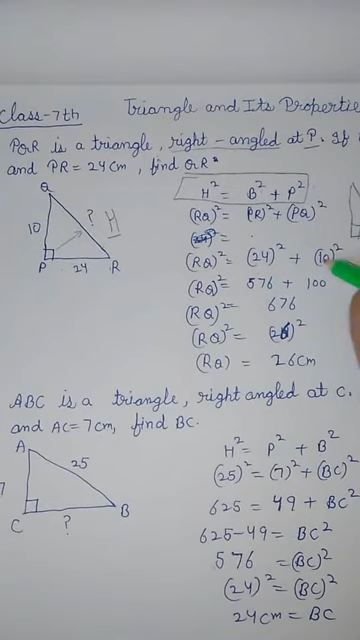 Class-7th Triangle and Its Propertie
PQR is a triangle, right-angled at P. If
and PR = 24 cm, find QR.
Q
10
?
H
P
24
R
H² = B² + P²
(RQ)² = PR)² + (PQ)²
= .
(RQ)² = (24)² + (10)²
(RQ)² = 576 + 100
(RQ)² = 676
(RQ)² = (26)²
(RQ) = 26cm
ABC is a triangle, right angled at C.
and AC = 7cm, find BC.
A
25
7
C
?
B
H² = P² + B²
(25)² = (7)² + (BC)²
625 = 49 + BC²
625-49 = BC²
576 = (BC)²
(24)² = (BC)²
24cm = BC